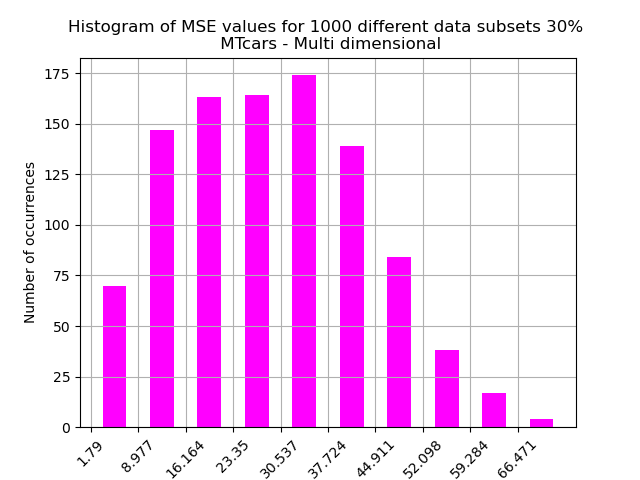 Histogram of MSE values for 1000 different data subsets 30%
MTcars - Multi dimensional
Number of occurrences
175
150
125
100
75
50
25
0
1.79 8.977 16.164 23.35 30.537 37.724 44.911 52.098 59.284 66.471